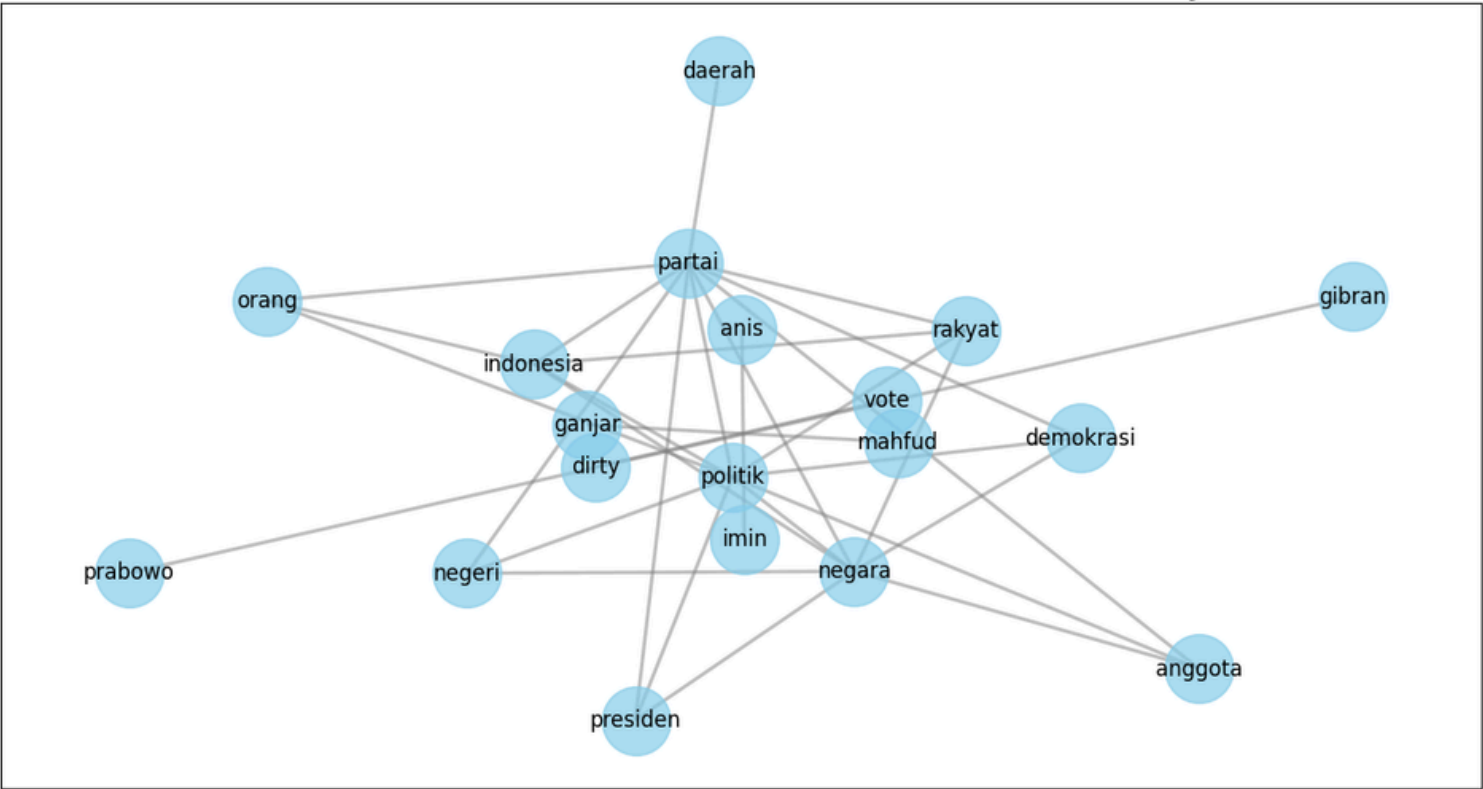 daerah
partai
orang
gibran
anis
rakyat
indonesia
vote
ganjar
mahfud
demokrasi
dirty
politik
imin
prabowo
negeri
negara
anggota
presiden